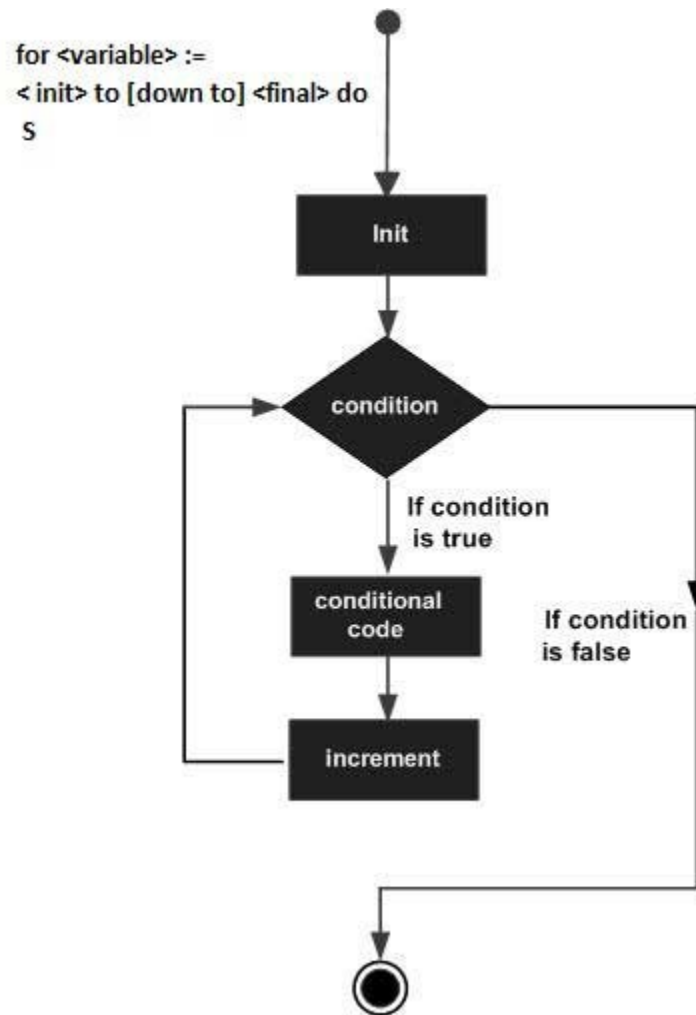 for <variable> :=
< init> to [down to] <final> do
S
Init
condition
If condition
is true
conditional
code
If condition
is false
increment